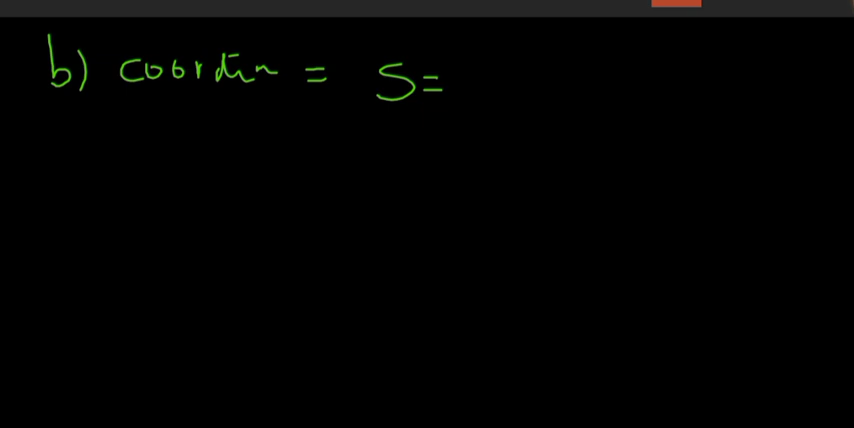 b) coordin = S=